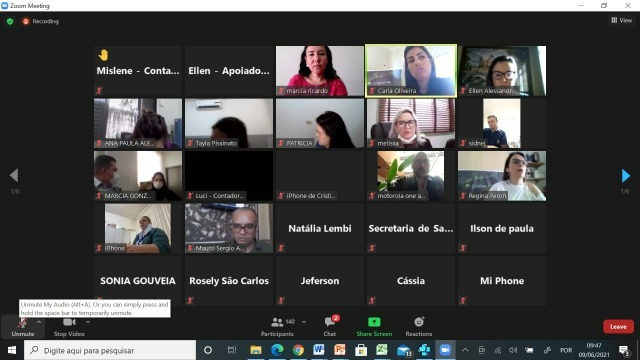 Zoom Meeting
Recording
View
Mislene - Conta...
Ellen - Apoiado...
marcia ricardo
Carla Oliveira
Ellen Alessandr...
ANA PAULA ALE...
Tayla Pissinato
PATRICIA
melissa
sidnei
MARCIA GONZ...
Luci - Contador...
iPhone de Cristi...
motorola one a...
Regina Peron
1/6
1/6
iPhone
Mauro Sergio A...
Natália Lembi
Secretaria de Sa...
Ilson de paula
SONIA GOUVEIA
Rosely São Carlos
Jeferson
Cássia
Mi Phone
Unmute My Audio (Alt+A). Or you can simply press and
hold the space bar to temporarily unmute.
Unmute
Stop Video
Participants
140
Chat
2
Share Screen
Reactions
Leave
Digite aqui para pesquisar
13
POR
09:47
09/06/2021